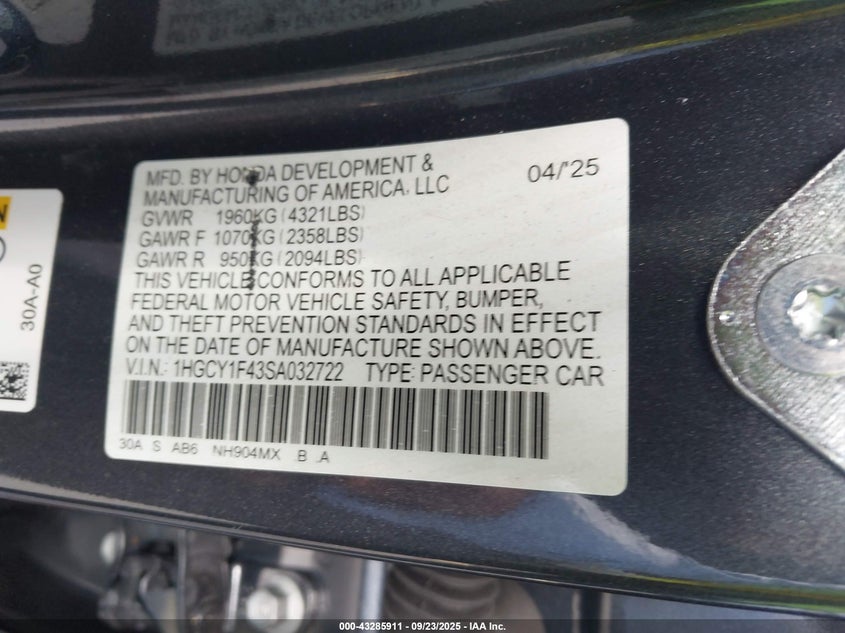 MFD. BY HONDA DEVELOPMENT &
MANUFACTURING OF AMERICA, LLC
04/'25
GVWR 1960KG (4321LBS)
GAWR F 1070KG (2358LBS)
GAWR R 950KG (2094LBS)
THIS VEHICLE CONFORMS TO ALL APPLICABLE
FEDERAL MOTOR VEHICLE SAFETY, BUMPER,
AND THEFT PREVENTION STANDARDS IN EFFECT
ON THE DATE OF MANUFACTURE SHOWN ABOVE.
V.I.N.: 1HGCY1F43SA032722 TYPE: PASSENGER CAR
30A S AB6 NH904MX .B .A
30A-A0
000-43285911 - 09/23/2025 - IAA Inc.